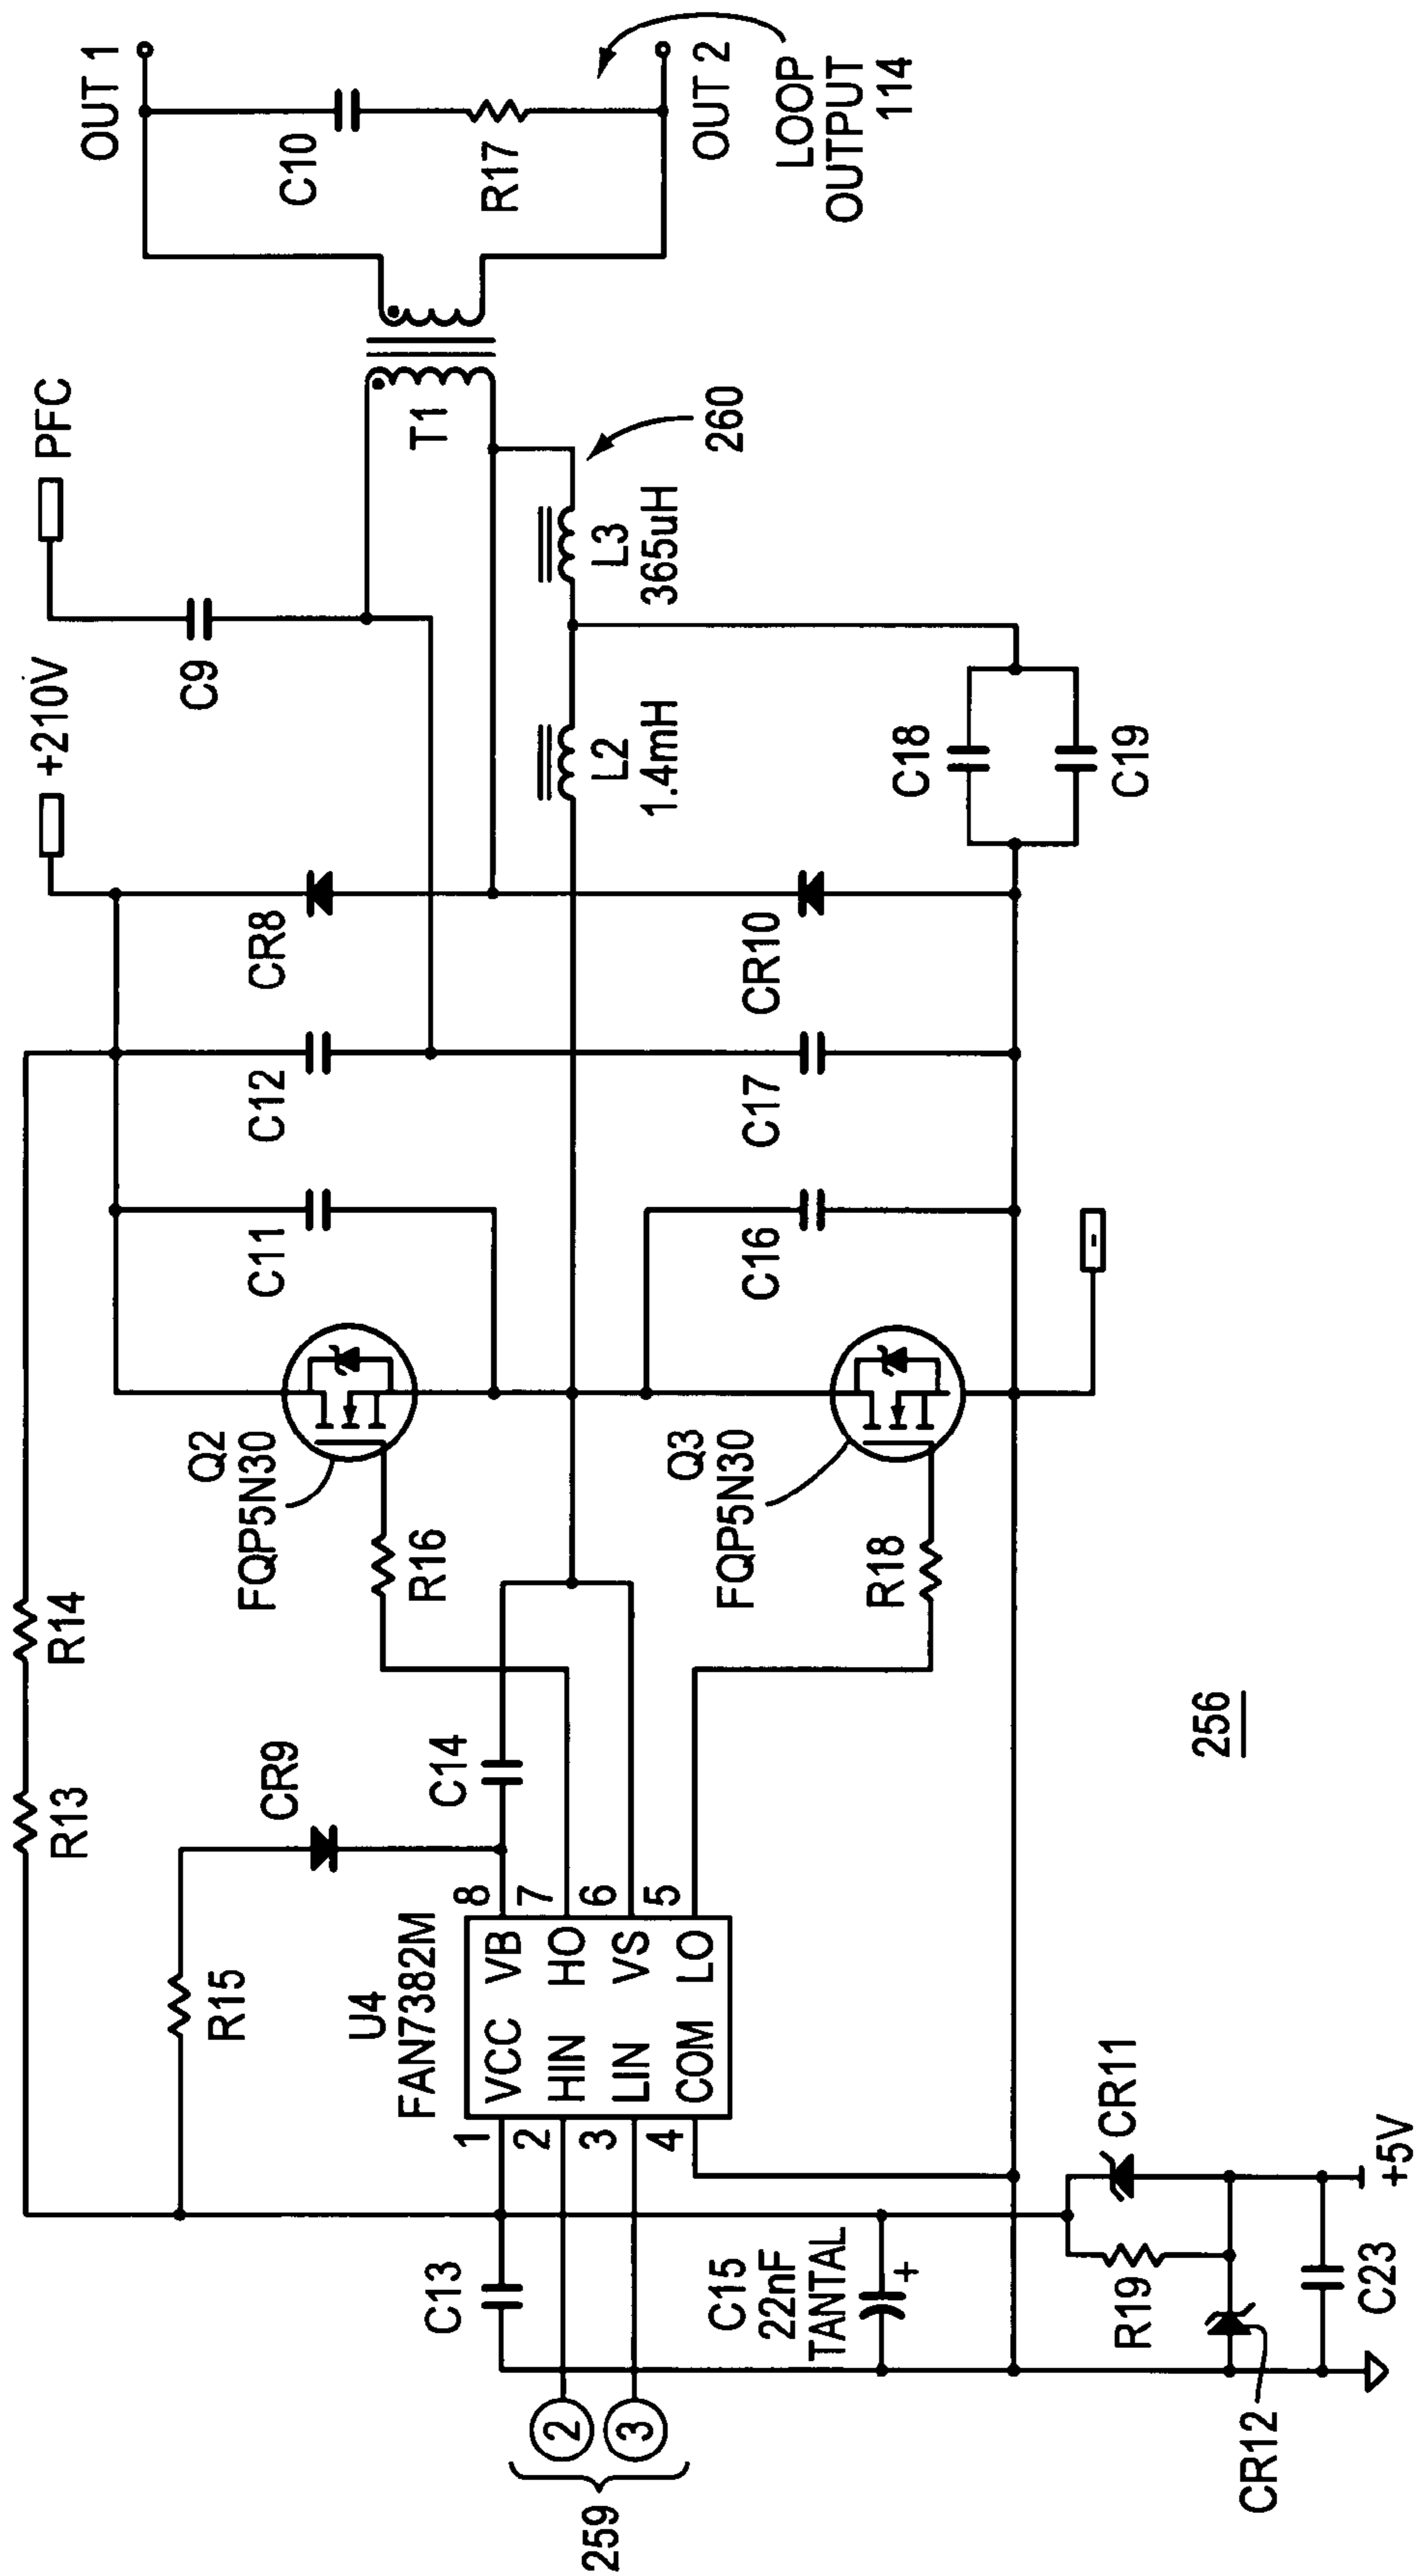 R13
R14
+210V
PFC
OUT 1
C9
C10
R17
OUT 2
LOOP
OUTPUT
114
T1
260
L3
365uH
L2
1.4mH
CR8
CR10
C12
C17
C11
C16
C18
C19
-
Q2
FQP5N30
Q3
FQP5N30
R16
R18
CR9
C14
R15
U4
FAN7382M
1 VCC VB 8
2 HIN HO 7
3 LIN VS 6
4 COM LO 5
C13
C15
22nF
TANTAL
+
2
3
259
R19
CR11
CR12
C23
+5V
256